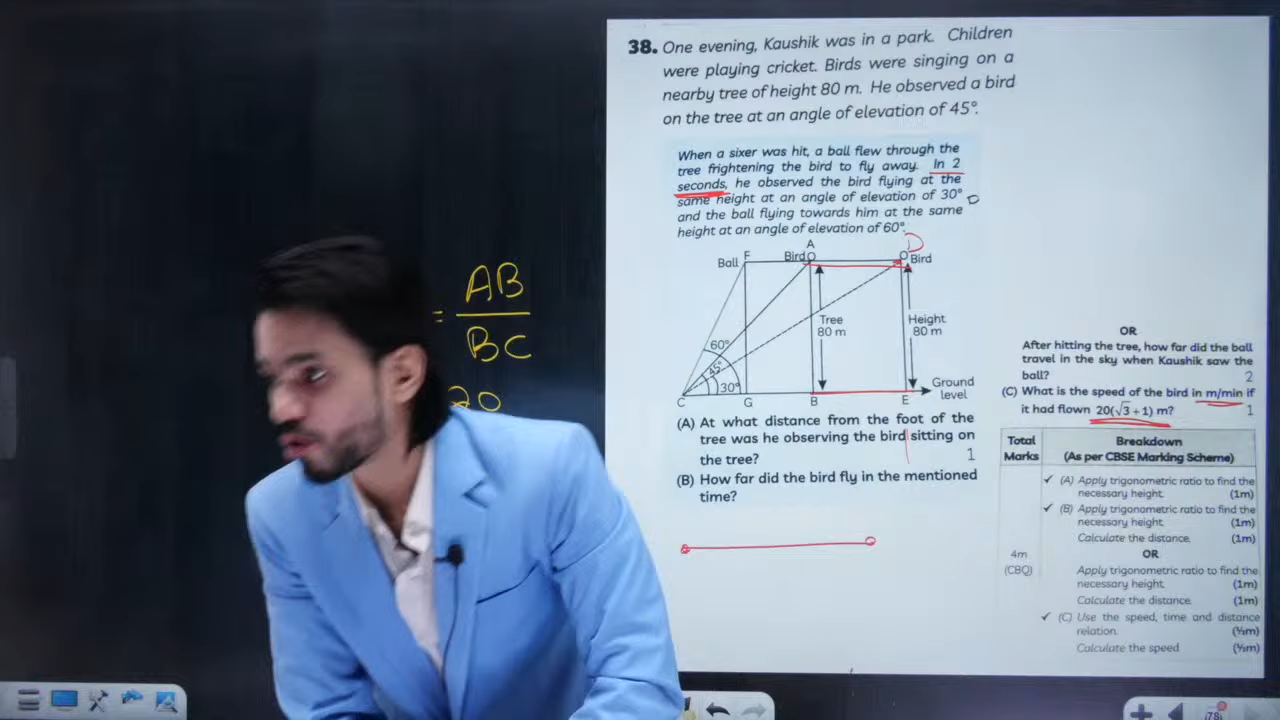 = AB
BC
20
38. One evening, Kaushik was in a park. Children
were playing cricket. Birds were singing on a
nearby tree of height 80 m. He observed a bird
on the tree at an angle of elevation of 45°.
When a sixer was hit, a ball flew through the
tree frightening the bird to fly away. In 2
seconds, he observed the bird flying at the
same height at an angle of elevation of 30°
and the ball flying towards him at the same
height at an angle of elevation of 60°.
D
D
A
Ball F Bird Bird
Tree
80 m
Height
80 m
60°
45°
30°
C G B E
Ground
level
(A) At what distance from the foot of the
tree was he observing the bird sitting on
the tree? 1
(B) How far did the bird fly in the mentioned
time?
OR
After hitting the tree, how far did the ball
travel in the sky when Kaushik saw the
ball? 2
(C) What is the speed of the bird in m/min if
it had flown 20(√3 + 1) m? 1
Total
Marks
Breakdown
(As per CBSE Marking Scheme)
4m
(CBQ)
✓ (A) Apply trigonometric ratio to find the
necessary height. (1m)
✓ (B) Apply trigonometric ratio to find the
necessary height. (1m)
Calculate the distance. (1m)
OR
Apply trigonometric ratio to find the
necessary height. (1m)
Calculate the distance. (1m)
✓ (C) Use the speed, time and distance
relation. (½m)
Calculate the speed (½m)
(78)